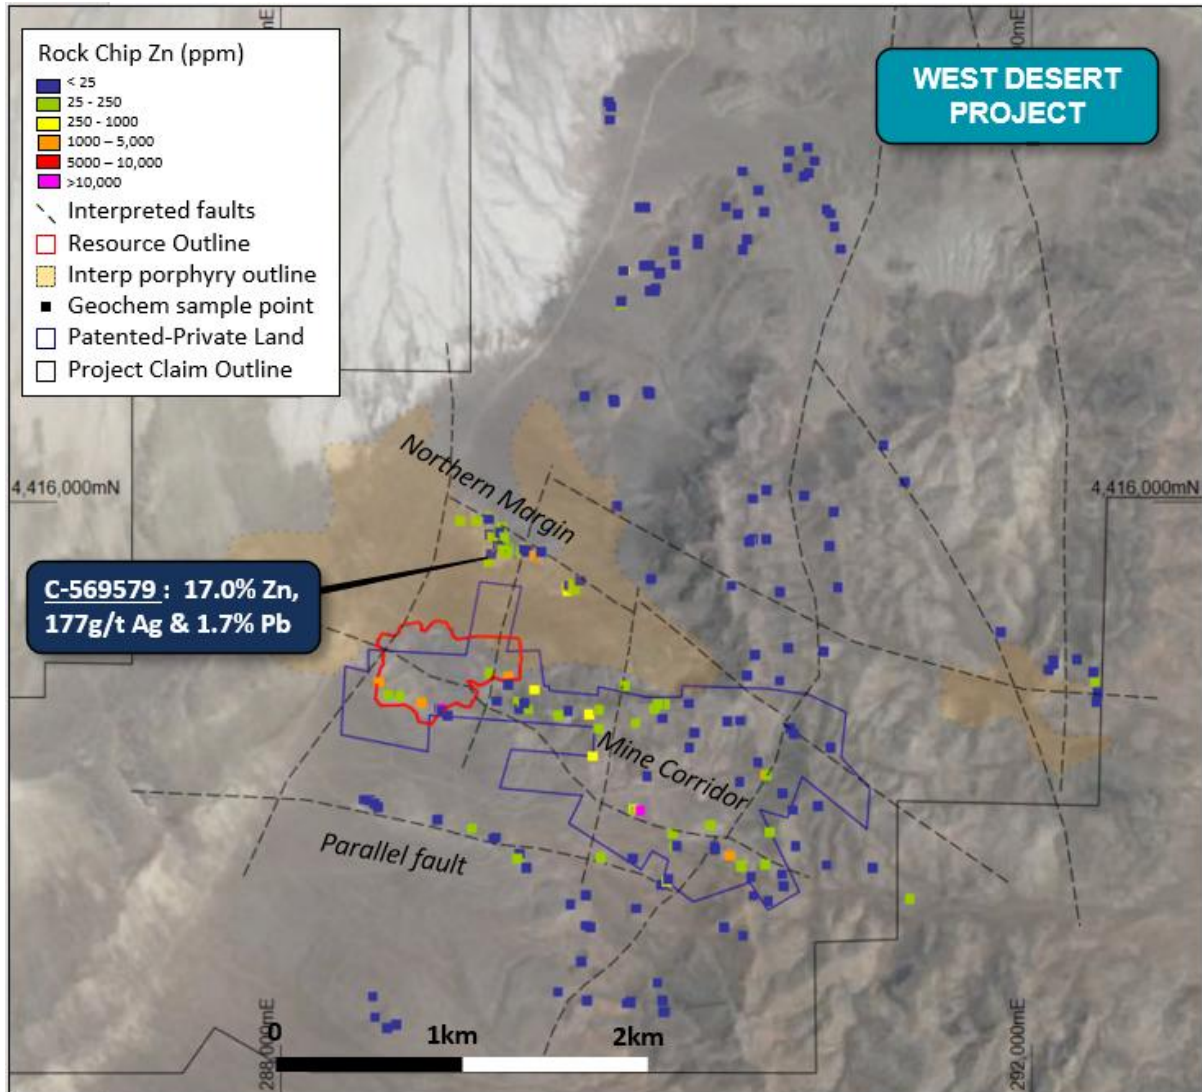 mE
00mE
Rock Chip Zn (ppm)
< 25
25 - 250
250 - 1000
1000 – 5,000
5000 – 10,000
>10,000
Interpreted faults
Resource Outline
Interp porphyry outline
Geochem sample point
Patented-Private Land
Project Claim Outline
WEST DESERT
PROJECT
4,416,000mN
4,416,000mN
Northern Margin
C-569579 : 17.0% Zn,
177g/t Ag & 1.7% Pb
Mine Corridor
Parallel fault
288,000mE
292,000mE
0
1km
2km